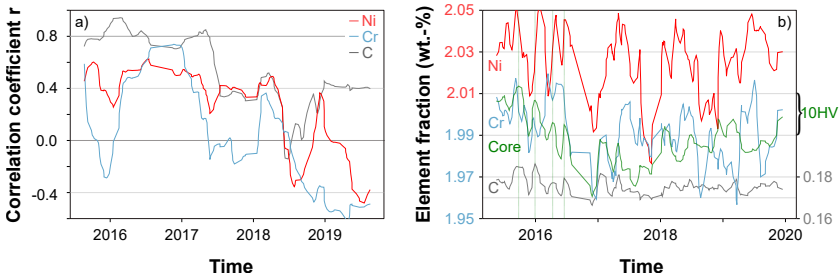 Correlation coefficient r
0.8
0.4
0.0
-0.4
a)
Ni
Cr
C
2016
2017
2018
2019
Time
Element fraction (wt.-%)
2.05
2.03
2.01
1.99
1.97
1.95
b)
Ni
Cr
Core
C
10HV
0.18
0.16
2016
2017
2018
2019
2020
Time